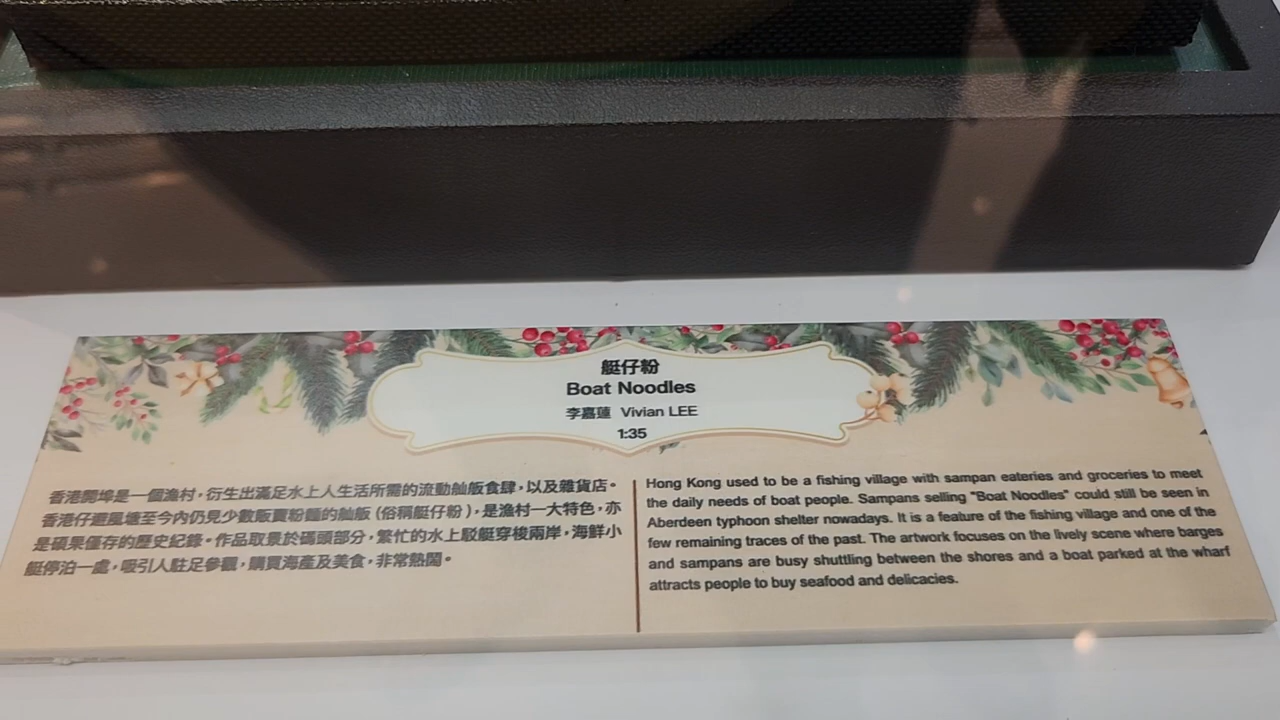 艇仔粉
Boat Noodles
李嘉蓮 Vivian LEE
1:35
香港開埠是一個漁村，衍生出滿足水上人生活所需的流動舢舨食肆，以及雜貨店。
香港仔避風塘至今內仍見少數販賣粉麵的舢舨（俗稱艇仔粉），是漁村一大特色，亦
是碩果僅存的歷史紀錄。作品取景於碼頭部分，繁忙的水上駁艇穿梭兩岸，海鮮小
艇停泊一處，吸引人駐足參觀，購買海產及美食，非常熱鬧。
Hong Kong used to be a fishing village with sampan eateries and groceries to meet
the daily needs of boat people. Sampans selling "Boat Noodles" could still be seen in
Aberdeen typhoon shelter nowadays. It is a feature of the fishing village and one of the
few remaining traces of the past. The artwork focuses on the lively scene where barges
and sampans are busy shuttling between the shores and a boat parked at the wharf
attracts people to buy seafood and delicacies.